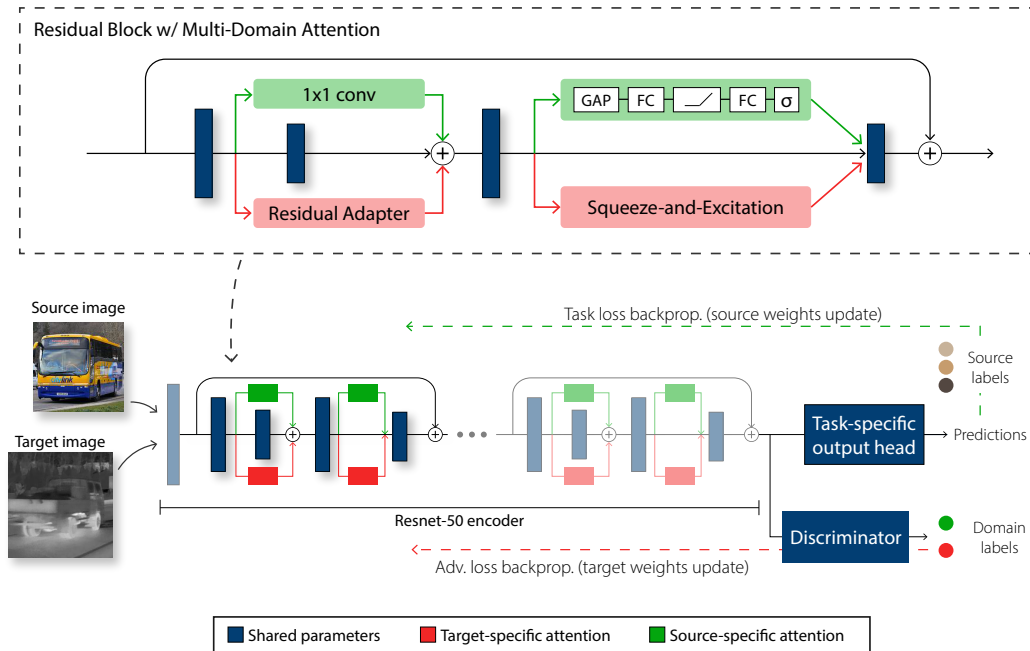 Residual Block w/ Multi-Domain Attention
1x1 conv
GAP
FC
FC
σ
Residual Adapter
Squeeze-and-Excitation
Source image
Task loss backprop. (source weights update)
Source
labels
Target image
Task-specific
output head
Predictions
Resnet-50 encoder
Discriminator
Domain
labels
Adv. loss backprop. (target weights update)
Shared parameters
Target-specific attention
Source-specific attention